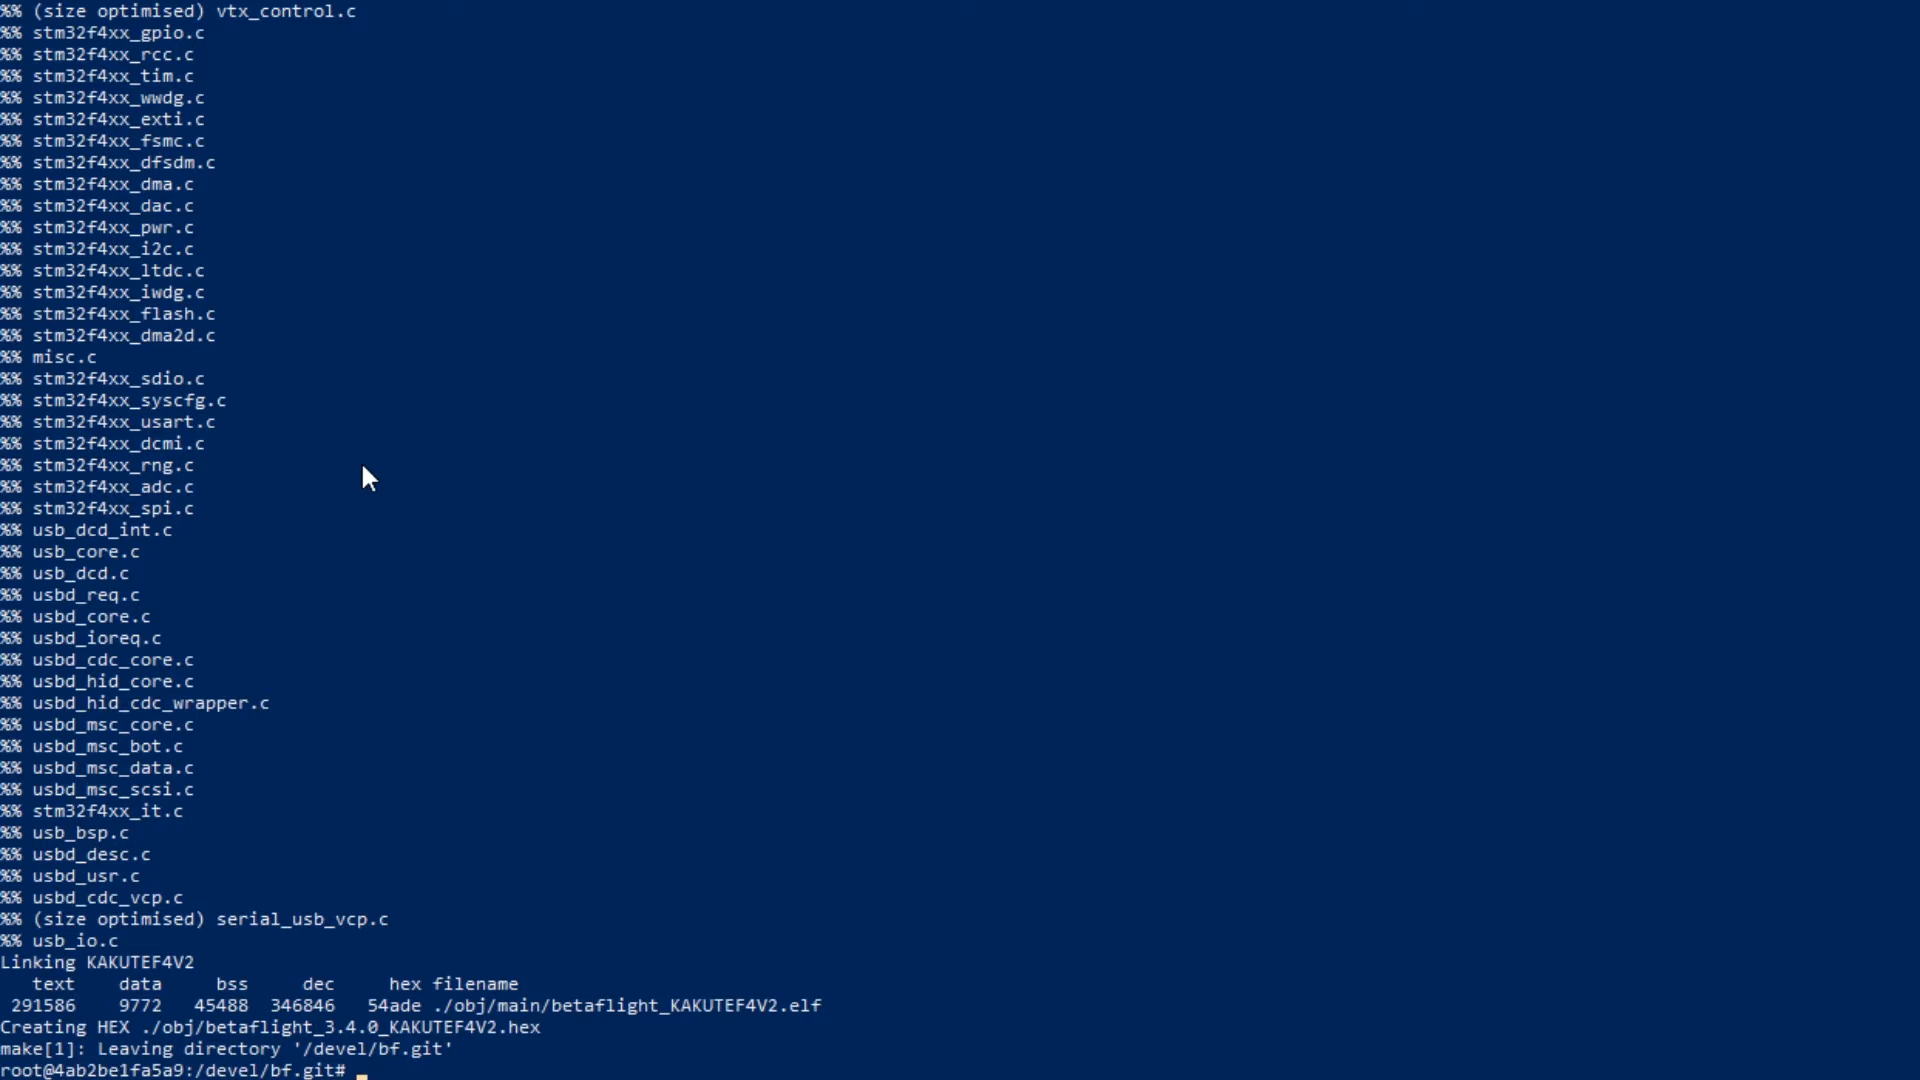 %% (size optimised) vtx_control.c
%% stm32f4xx_gpio.c
%% stm32f4xx_rcc.c
%% stm32f4xx_tim.c
%% stm32f4xx_wwdg.c
%% stm32f4xx_exti.c
%% stm32f4xx_fsmc.c
%% stm32f4xx_dfsdm.c
%% stm32f4xx_dma.c
%% stm32f4xx_dac.c
%% stm32f4xx_pwr.c
%% stm32f4xx_i2c.c
%% stm32f4xx_ltdc.c
%% stm32f4xx_iwdg.c
%% stm32f4xx_flash.c
%% stm32f4xx_dma2d.c
%% misc.c
%% stm32f4xx_sdio.c
%% stm32f4xx_syscfg.c
%% stm32f4xx_usart.c
%% stm32f4xx_dcmi.c
%% stm32f4xx_rng.c
%% stm32f4xx_adc.c
%% stm32f4xx_spi.c
%% usb_dcd_int.c
%% usb_core.c
%% usb_dcd.c
%% usbd_req.c
%% usbd_core.c
%% usbd_ioreq.c
%% usbd_cdc_core.c
%% usbd_hid_core.c
%% usbd_hid_cdc_wrapper.c
%% usbd_msc_core.c
%% usbd_msc_bot.c
%% usbd_msc_data.c
%% usbd_msc_scsi.c
%% stm32f4xx_it.c
%% usb_bsp.c
%% usbd_desc.c
%% usbd_usr.c
%% usbd_cdc_vcp.c
%% (size optimised) serial_usb_vcp.c
%% usb_io.c
Linking KAKUTEF4V2
   text    data     bss     dec     hex filename
 291586    9772   45488  346846   54ade ./obj/main/betaflight_KAKUTEF4V2.elf
Creating HEX ./obj/betaflight_3.4.0_KAKUTEF4V2.hex
make[1]: Leaving directory '/devel/bf.git'
root@4ab2be1fa5a9:/devel/bf.git#